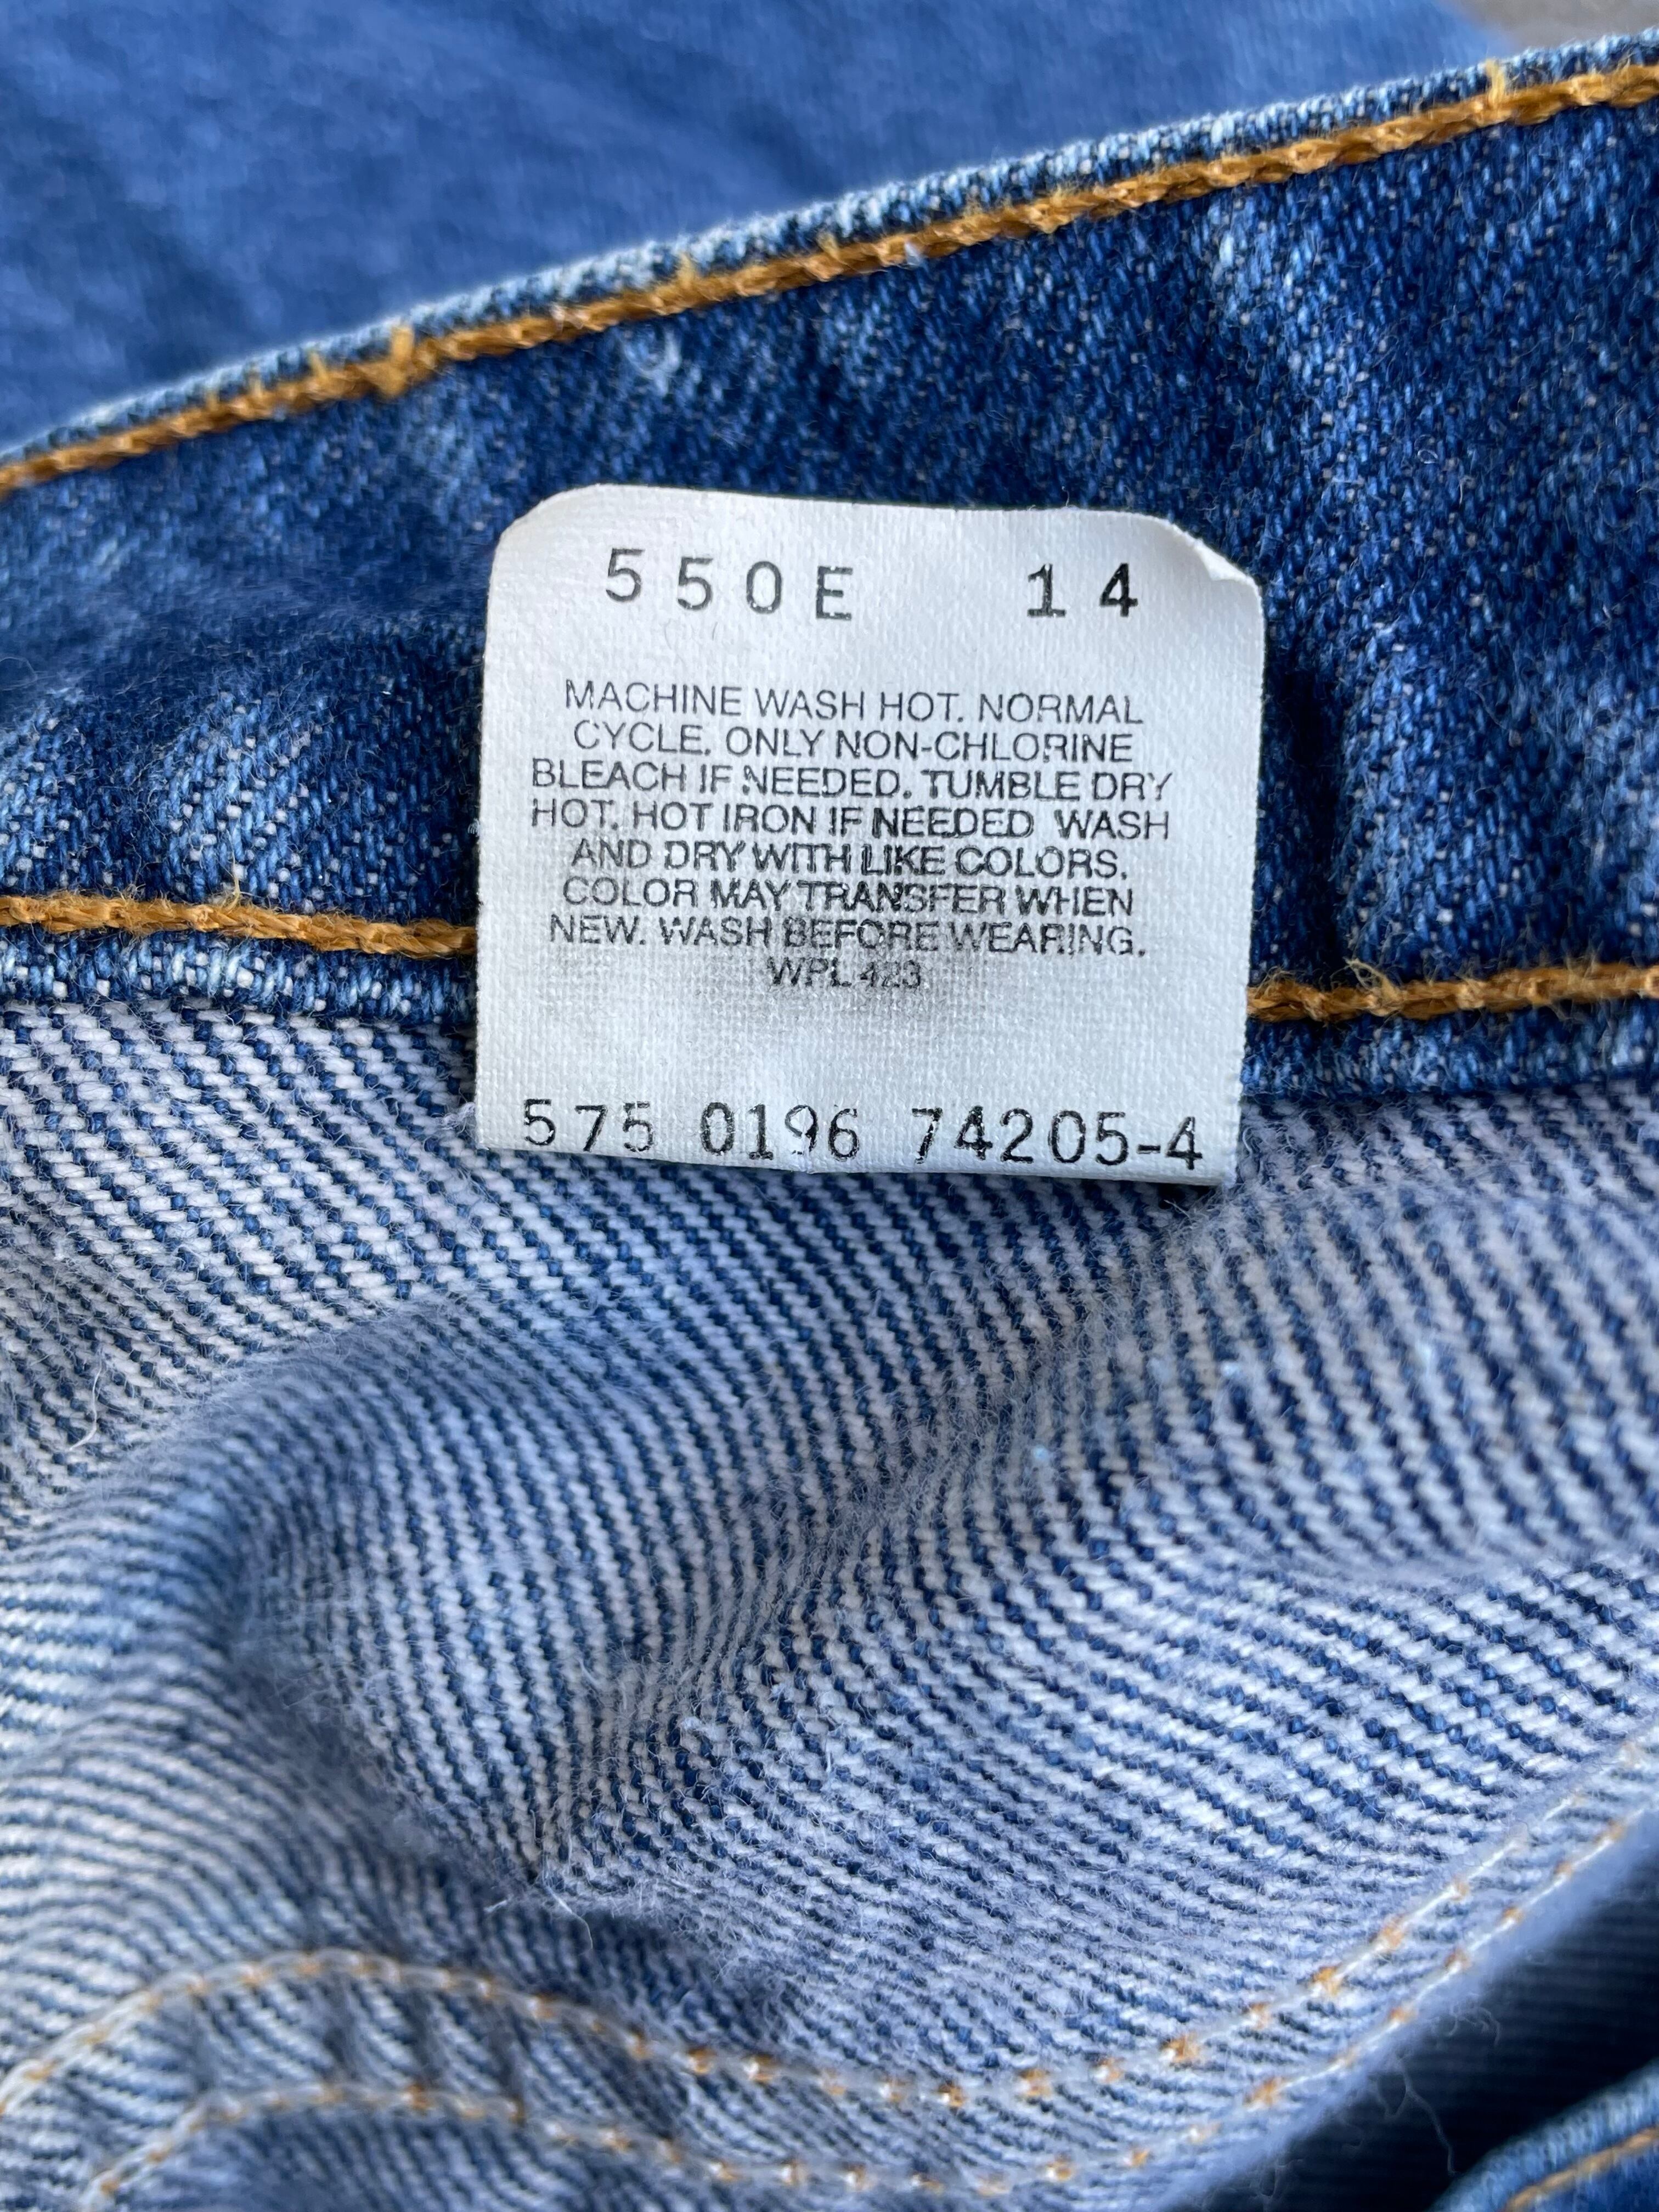 550E 14
MACHINE WASH HOT. NORMAL
CYCLE. ONLY NON-CHLORINE
BLEACH IF NEEDED. TUMBLE DRY
HOT. HOT IRON IF NEEDED WASH
AND DRY WITH LIKE COLORS.
COLOR MAY TRANSFER WHEN
NEW. WASH BEFORE WEARING.
WPL 423
575 0196 74205-4